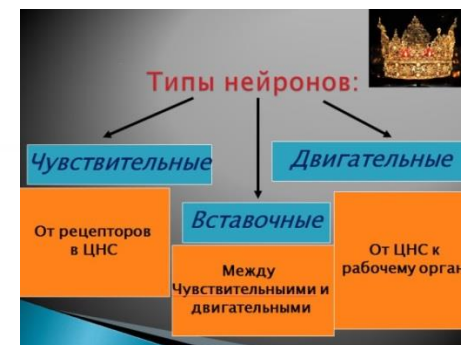 Типы нейронов:
Чувствительные
Двигательные
Вставочные
От рецепторов
в ЦНС
Между
Чувствительныими и
двигательными
От ЦНС к
рабочему орган